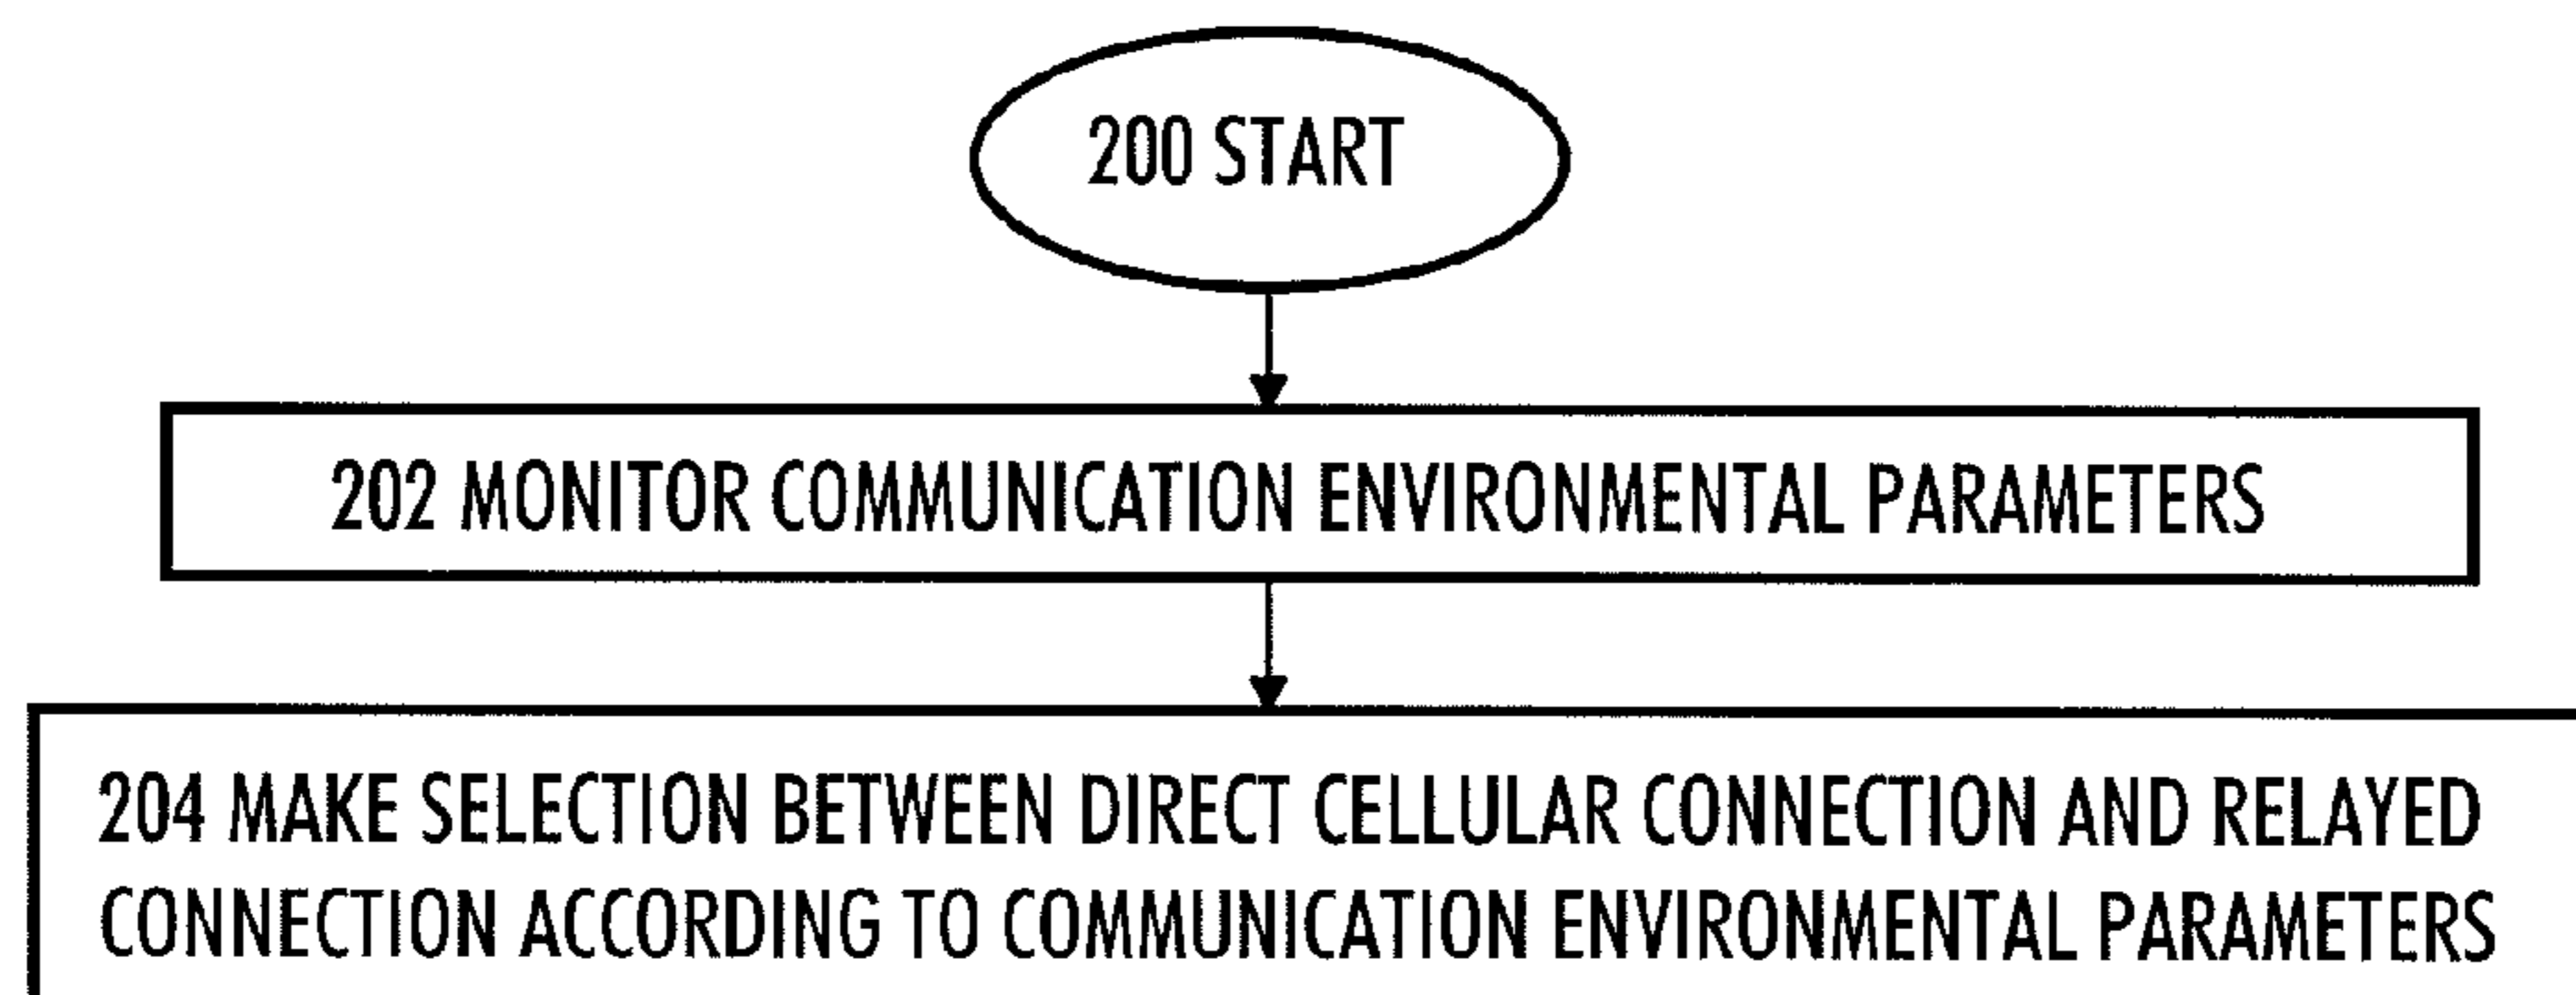 200 START
202 MONITOR COMMUNICATION ENVIRONMENTAL PARAMETERS
204 MAKE SELECTION BETWEEN DIRECT CELLULAR CONNECTION AND RELAYED
CONNECTION ACCORDING TO COMMUNICATION ENVIRONMENTAL PARAMETERS